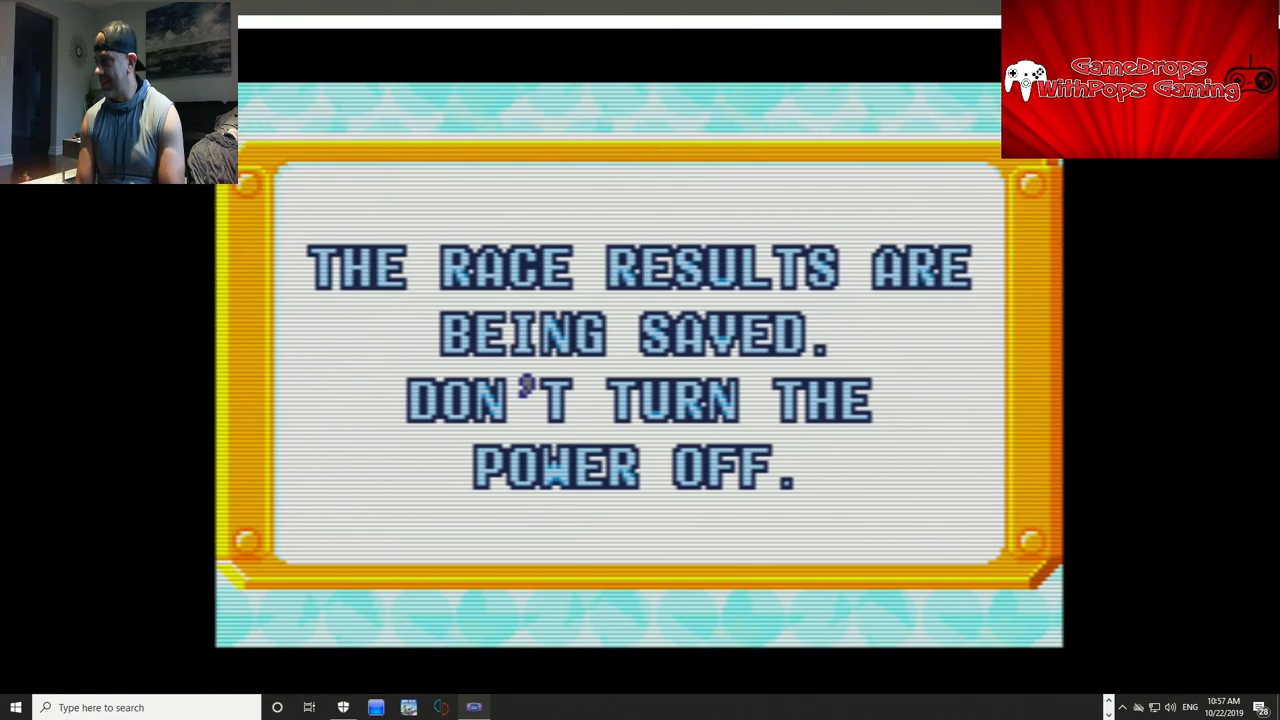 GameDrops
WithPops Gaming
THE RACE RESULTS ARE
BEING SAVED.
DON'T TURN THE
POWER OFF.
Type here to search
ENG
10:57 AM
10/22/2019
28